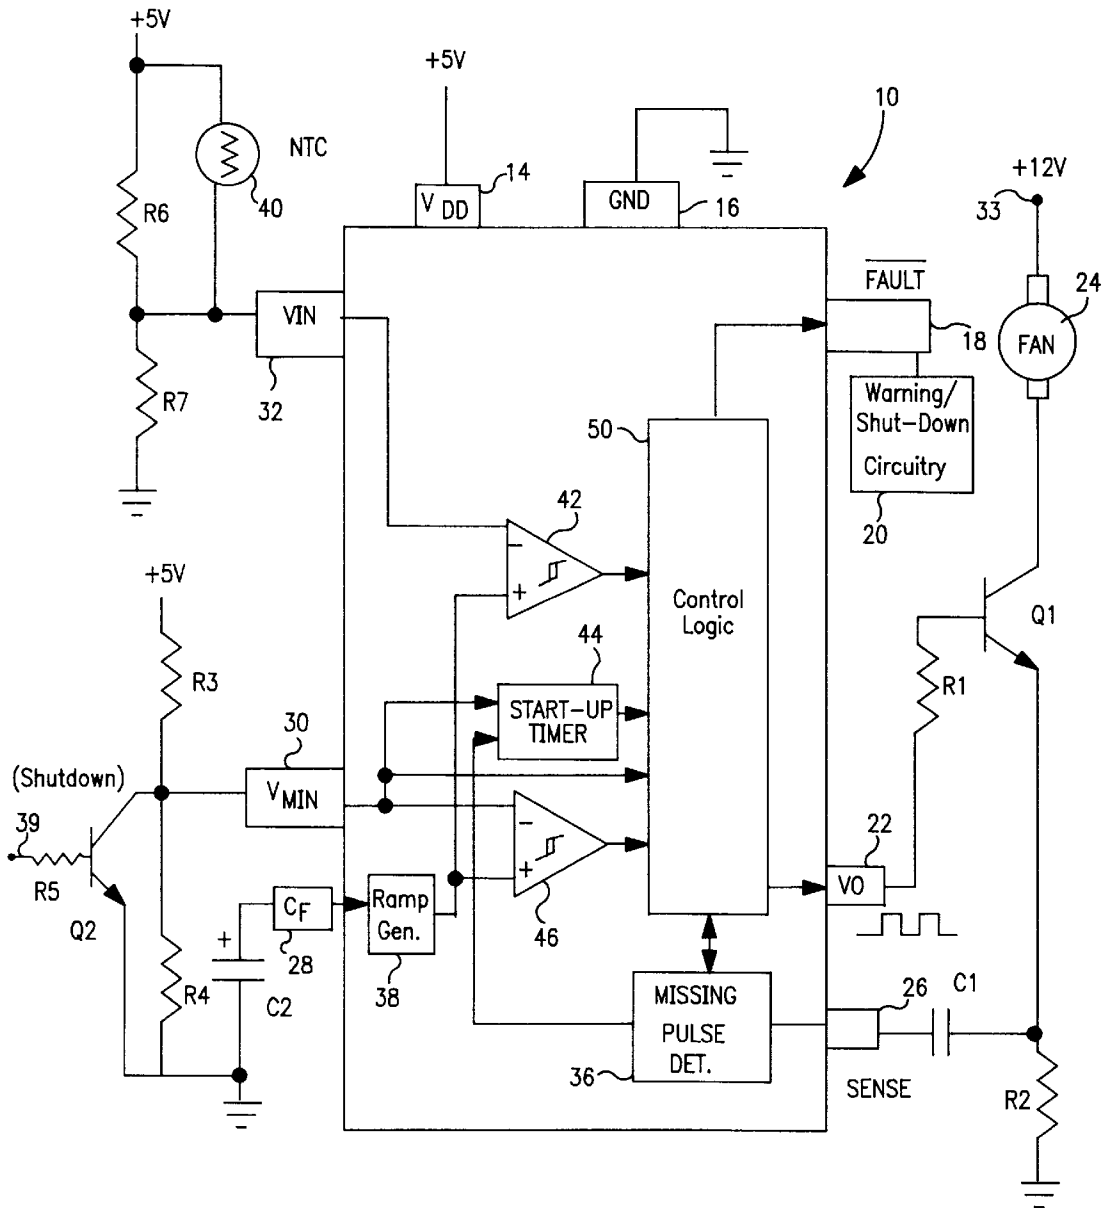 +5V
+5V
10
NTC
14
+12V
V DD
GND
16
33
40
R6
FAULT
24
VIN
18
FAN
R7
32
Warning/
Shut-Down
Circuitry
50
42
20
−
+
+5V
Control
Logic
Q1
44
R3
R1
START-UP
TIMER
30
(Shutdown)
V MIN
39
22
−
+
R5
VO
Ramp
Gen.
CF
Q2
46
+
28
38
R4
C2
MISSING
PULSE
DET.
26
C1
36
SENSE
R2